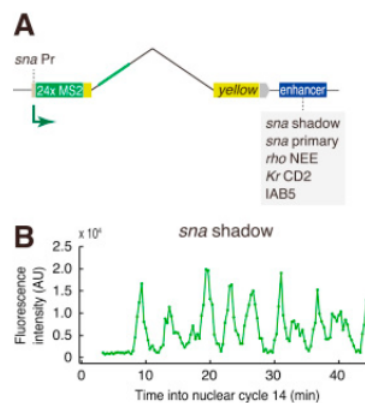 A
sna Pr
24x MS2
yellow
enhancer
sna shadow
sna primary
rho NEE
Kr CD2
IAB5
B
sna shadow
x 10⁶
2.5
2.0
1.5
1.0
0.5
0
Fluorescence
intensity (AU)
0 10 20 30 40
Time into nuclear cycle 14 (min)